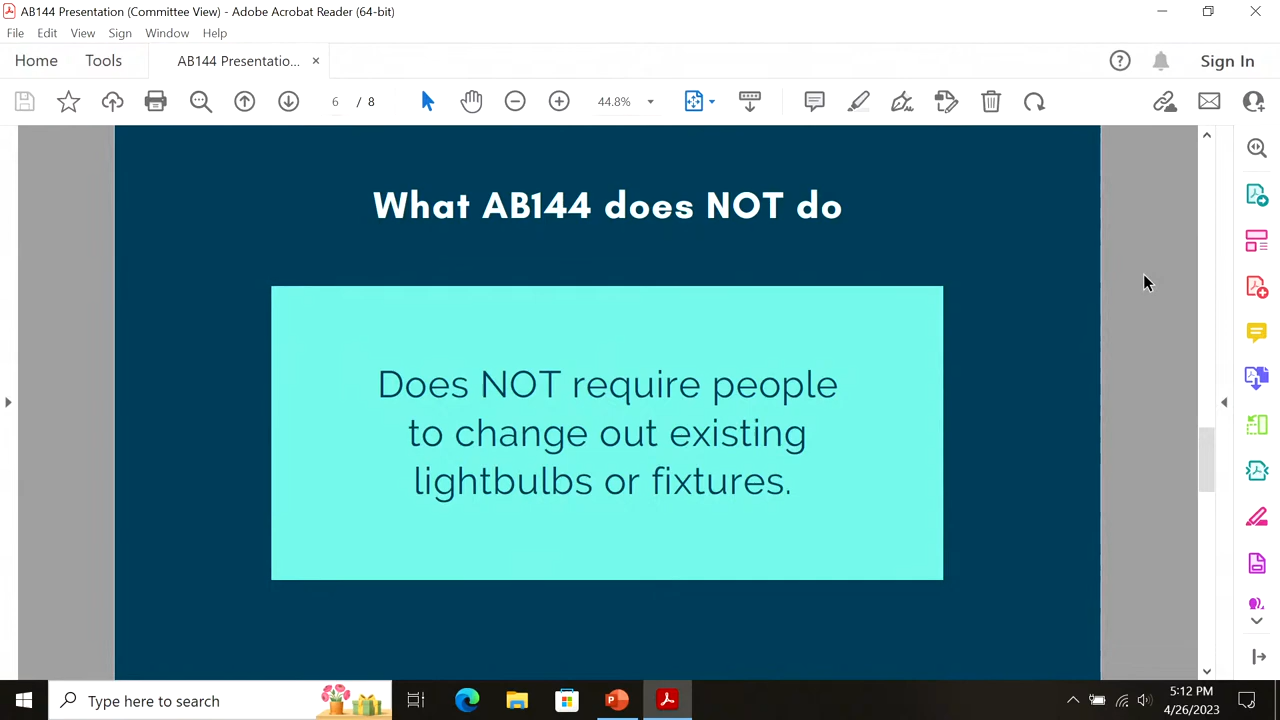 AB144 Presentation (Committee View) - Adobe Acrobat Reader (64-bit)
File Edit View Sign Window Help
Home Tools AB144 Presentatio... × Sign In
6 / 8 44.8%
What AB144 does NOT do
Does NOT require people
to change out existing
lightbulbs or fixtures.
Type here to search
5:12 PM
4/26/2023